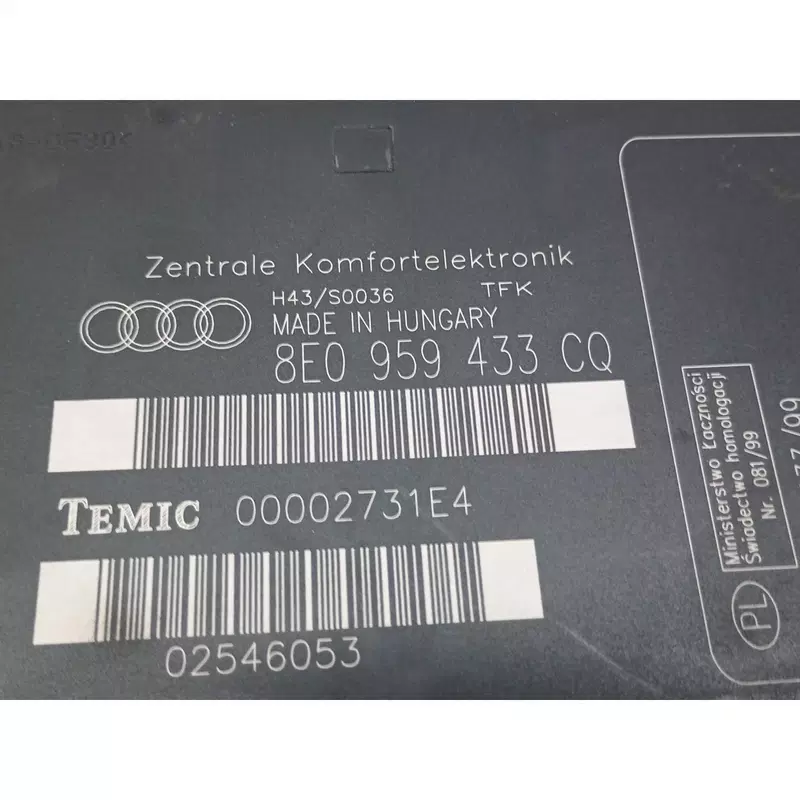 Zentrale Komfortelektronik
H43/S0036 TFK
MADE IN HUNGARY
8E0 959 433 CQ
TEMIC 00002731E4
02546053
Ministerstwo Łączności
Świadectwo homologacji
Nr. 081/99
PL